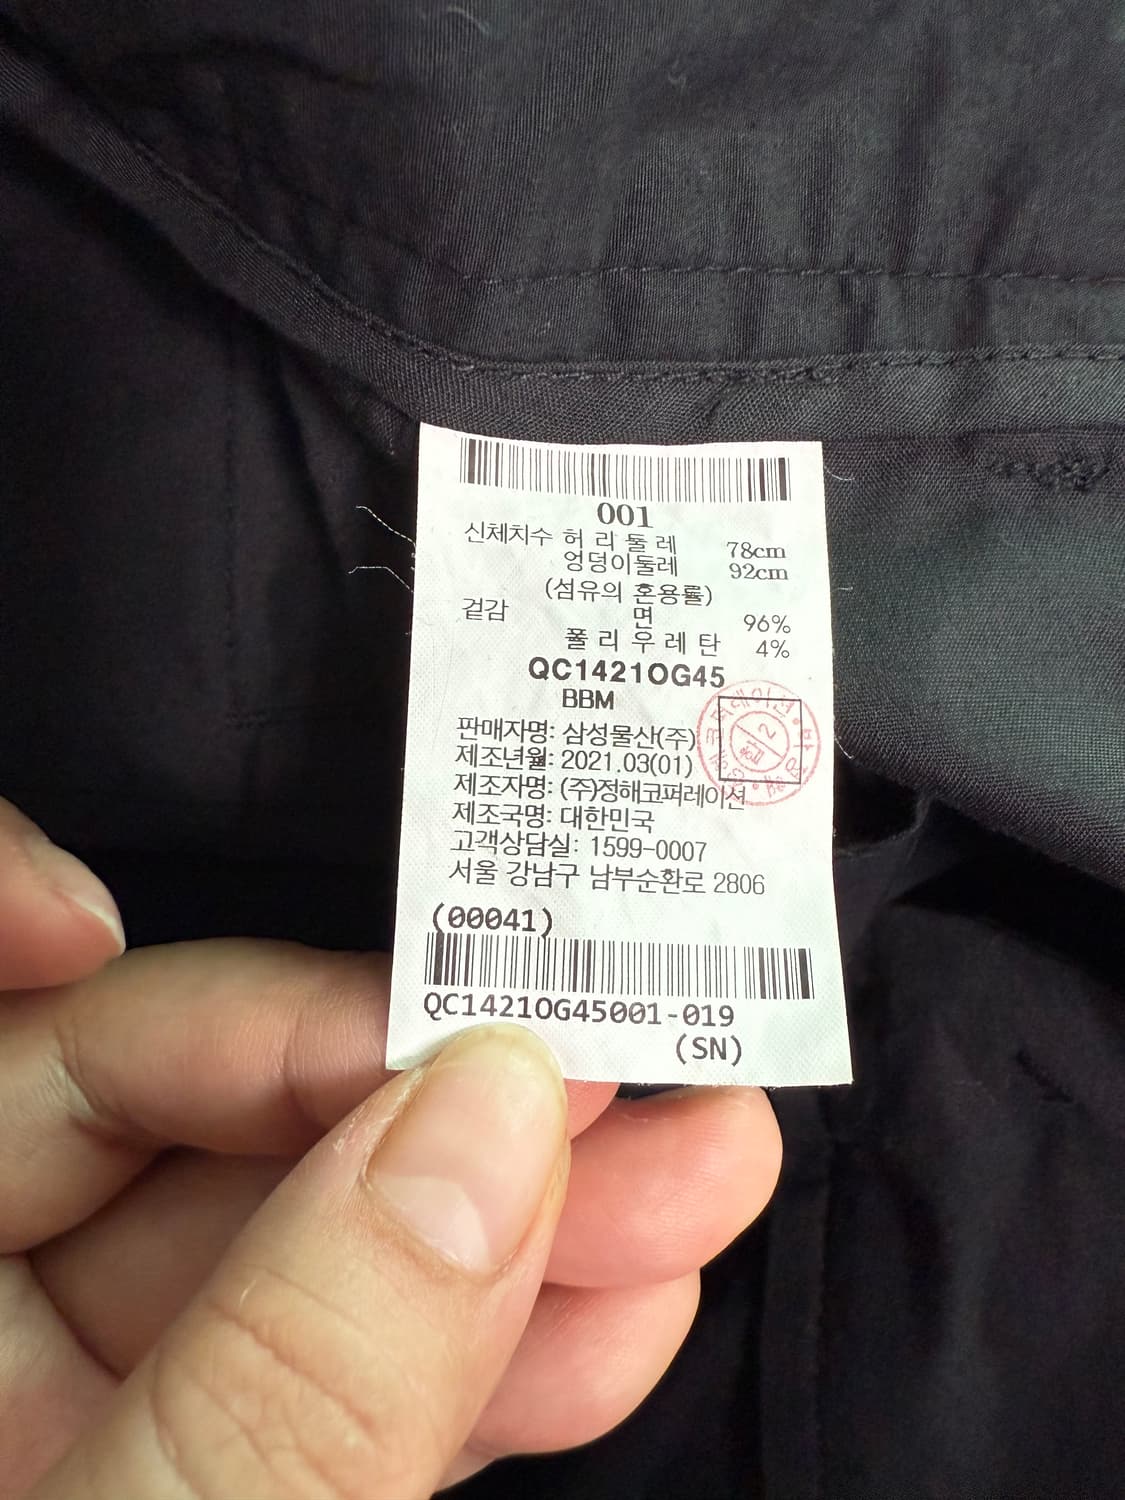 001
신체치수 허 리 둘 레 78cm
엉덩이둘레 92cm
(섬유의 혼용률)
겉감 면 96%
폴 리 우 레 탄 4%
QC1421OG45
BBM
판매자명: 삼성물산(주)
제조년월: 2021.03(01)
제조자명: (주)정해코퍼레이션
제조국명: 대한민국
고객상담실: 1599-0007
서울 강남구 남부순환로 2806
(00041)
QC1421OG45001-019
(SN)